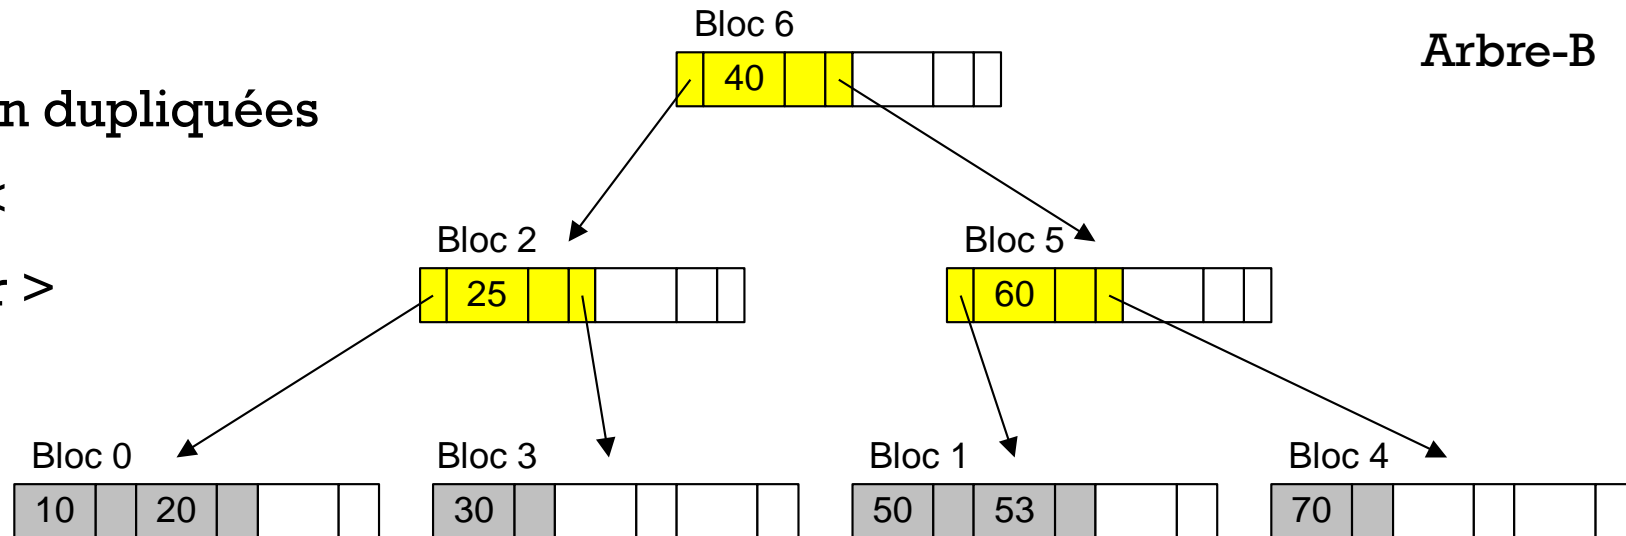 Bloc 6
Arbre-B
40
n dupliquées
<
r >
Bloc 2
Bloc 5
25
60
Bloc 0
Bloc 3
Bloc 1
Bloc 4
10 20
30
50 53
70